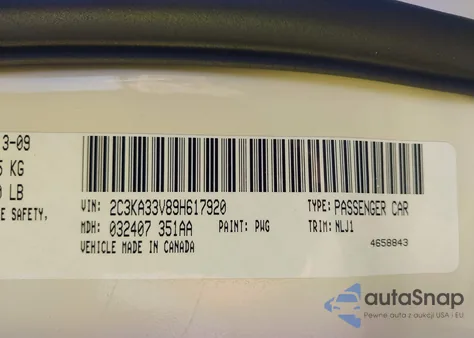 3-09
5 KG
0 LB
E SAFETY,
VIN: 2C3KA33V89H617920
TYPE: PASSENGER CAR
MDH: 032407 351AA PAINT: PWG
TRIM: NLJ1
VEHICLE MADE IN CANADA
4658843
autaSnap
Pewne auta z aukcji USA i EU